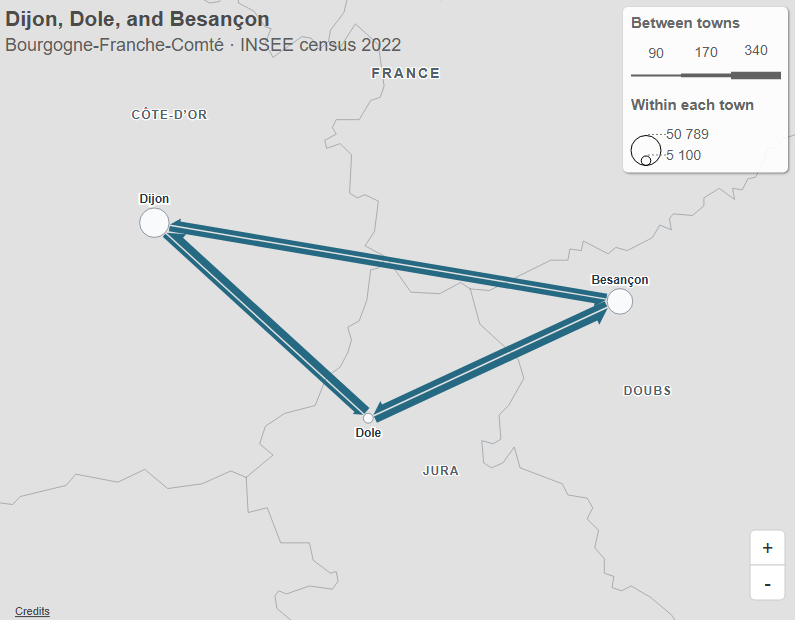 Dijon, Dole, and Besançon
Bourgogne-Franche-Comté · INSEE census 2022
Between towns
90 170 340
Within each town
50 789
5 100
FRANCE
CÔTE-D'OR
Dijon
Besançon
DOUBS
Dole
JURA
+
-
Credits